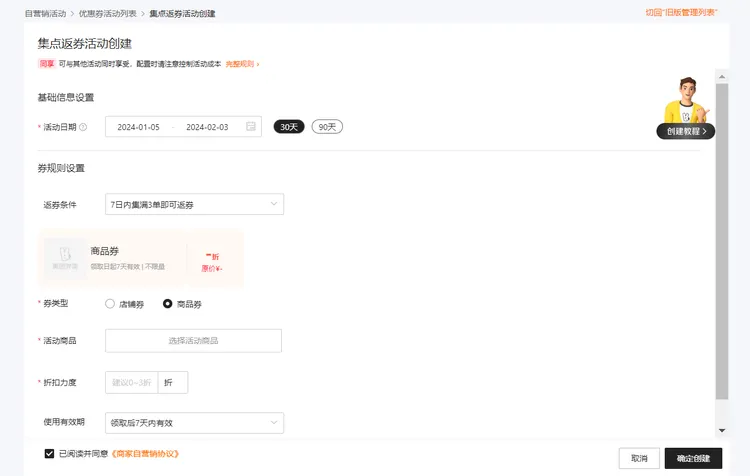 自营销活动 > 优惠券活动列表 > 集点返券活动创建
切回“旧版管理列表”
集点返券活动创建
同享 可与其他活动同时享受，配置时请注意控制活动成本 完整规则 >
创建教程 >
基础信息设置
* 活动日期 ? 2024-01-05 - 2024-02-03 30天 90天
券规则设置
返券条件 7日内集满3单即可返券
商品券
领取日起7天有效 | 不限量
-折
原价¥-
* 券类型 店铺券 商品券
* 活动商品 选择活动商品
* 折扣力度 建议0~3折 折
使用有效期 领取后7天内有效
已阅读并同意《商家自营销协议》
取消 确定创建